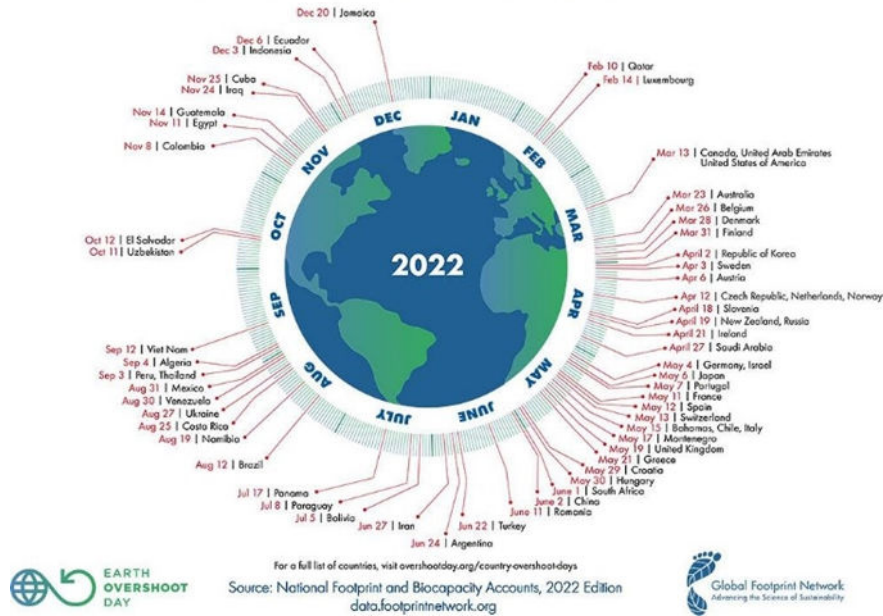 Dec 20 | Jamaica
Dec 6 | Ecuador
Dec 3 | Indonesia
Nov 25 | Cuba
Nov 24 | Iraq
Nov 14 | Guatemala
Nov 11 | Egypt
Nov 8 | Colombia
Oct 12 | El Salvador
Oct 11 | Uzbekistan
Sep 12 | Viet Nam
Sep 4 | Algeria
Sep 3 | Peru, Thailand
Aug 31 | Mexico
Aug 30 | Venezuela
Aug 27 | Ukraine
Aug 25 | Costa Rica
Aug 19 | Namibia
Aug 12 | Brazil
Jul 17 | Panama
Jul 8 | Paraguay
Jul 5 | Bolivia
Jun 27 | Iran
Jun 24 | Argentina
Jun 22 | Turkey
Feb 10 | Qatar
Feb 14 | Luxembourg
Mar 13 | Canada, United Arab Emirates
United States of America
Mar 23 | Australia
Mar 26 | Belgium
Mar 28 | Denmark
Mar 31 | Finland
April 2 | Republic of Korea
Apr 3 | Sweden
Apr 6 | Austria
Apr 12 | Czech Republic, Netherlands, Norway
April 18 | Slovenia
April 19 | New Zealand, Russia
April 21 | Ireland
April 27 | Saudi Arabia
May 4 | Germany, Israel
May 6 | Japan
May 7 | Portugal
May 11 | France
May 12 | Spain
May 13 | Switzerland
May 15 | Bahamas, Chile, Italy
May 17 | Montenegro
May 19 | United Kingdom
May 21 | Greece
May 29 | Croatia
May 30 | Hungary
June 1 | South Africa
June 2 | China
June 11 | Romania
JAN
FEB
MAR
APR
MAY
JUNE
JULY
AUG
SEP
OCT
NOV
DEC
2022
For a full list of countries, visit overshootday.org/country-overshoot-days
Source: National Footprint and Biocapacity Accounts, 2022 Edition
data.footprintnetwork.org
EARTH
OVERSHOOT
DAY
Global Footprint Network
Advancing the Science of Sustainability